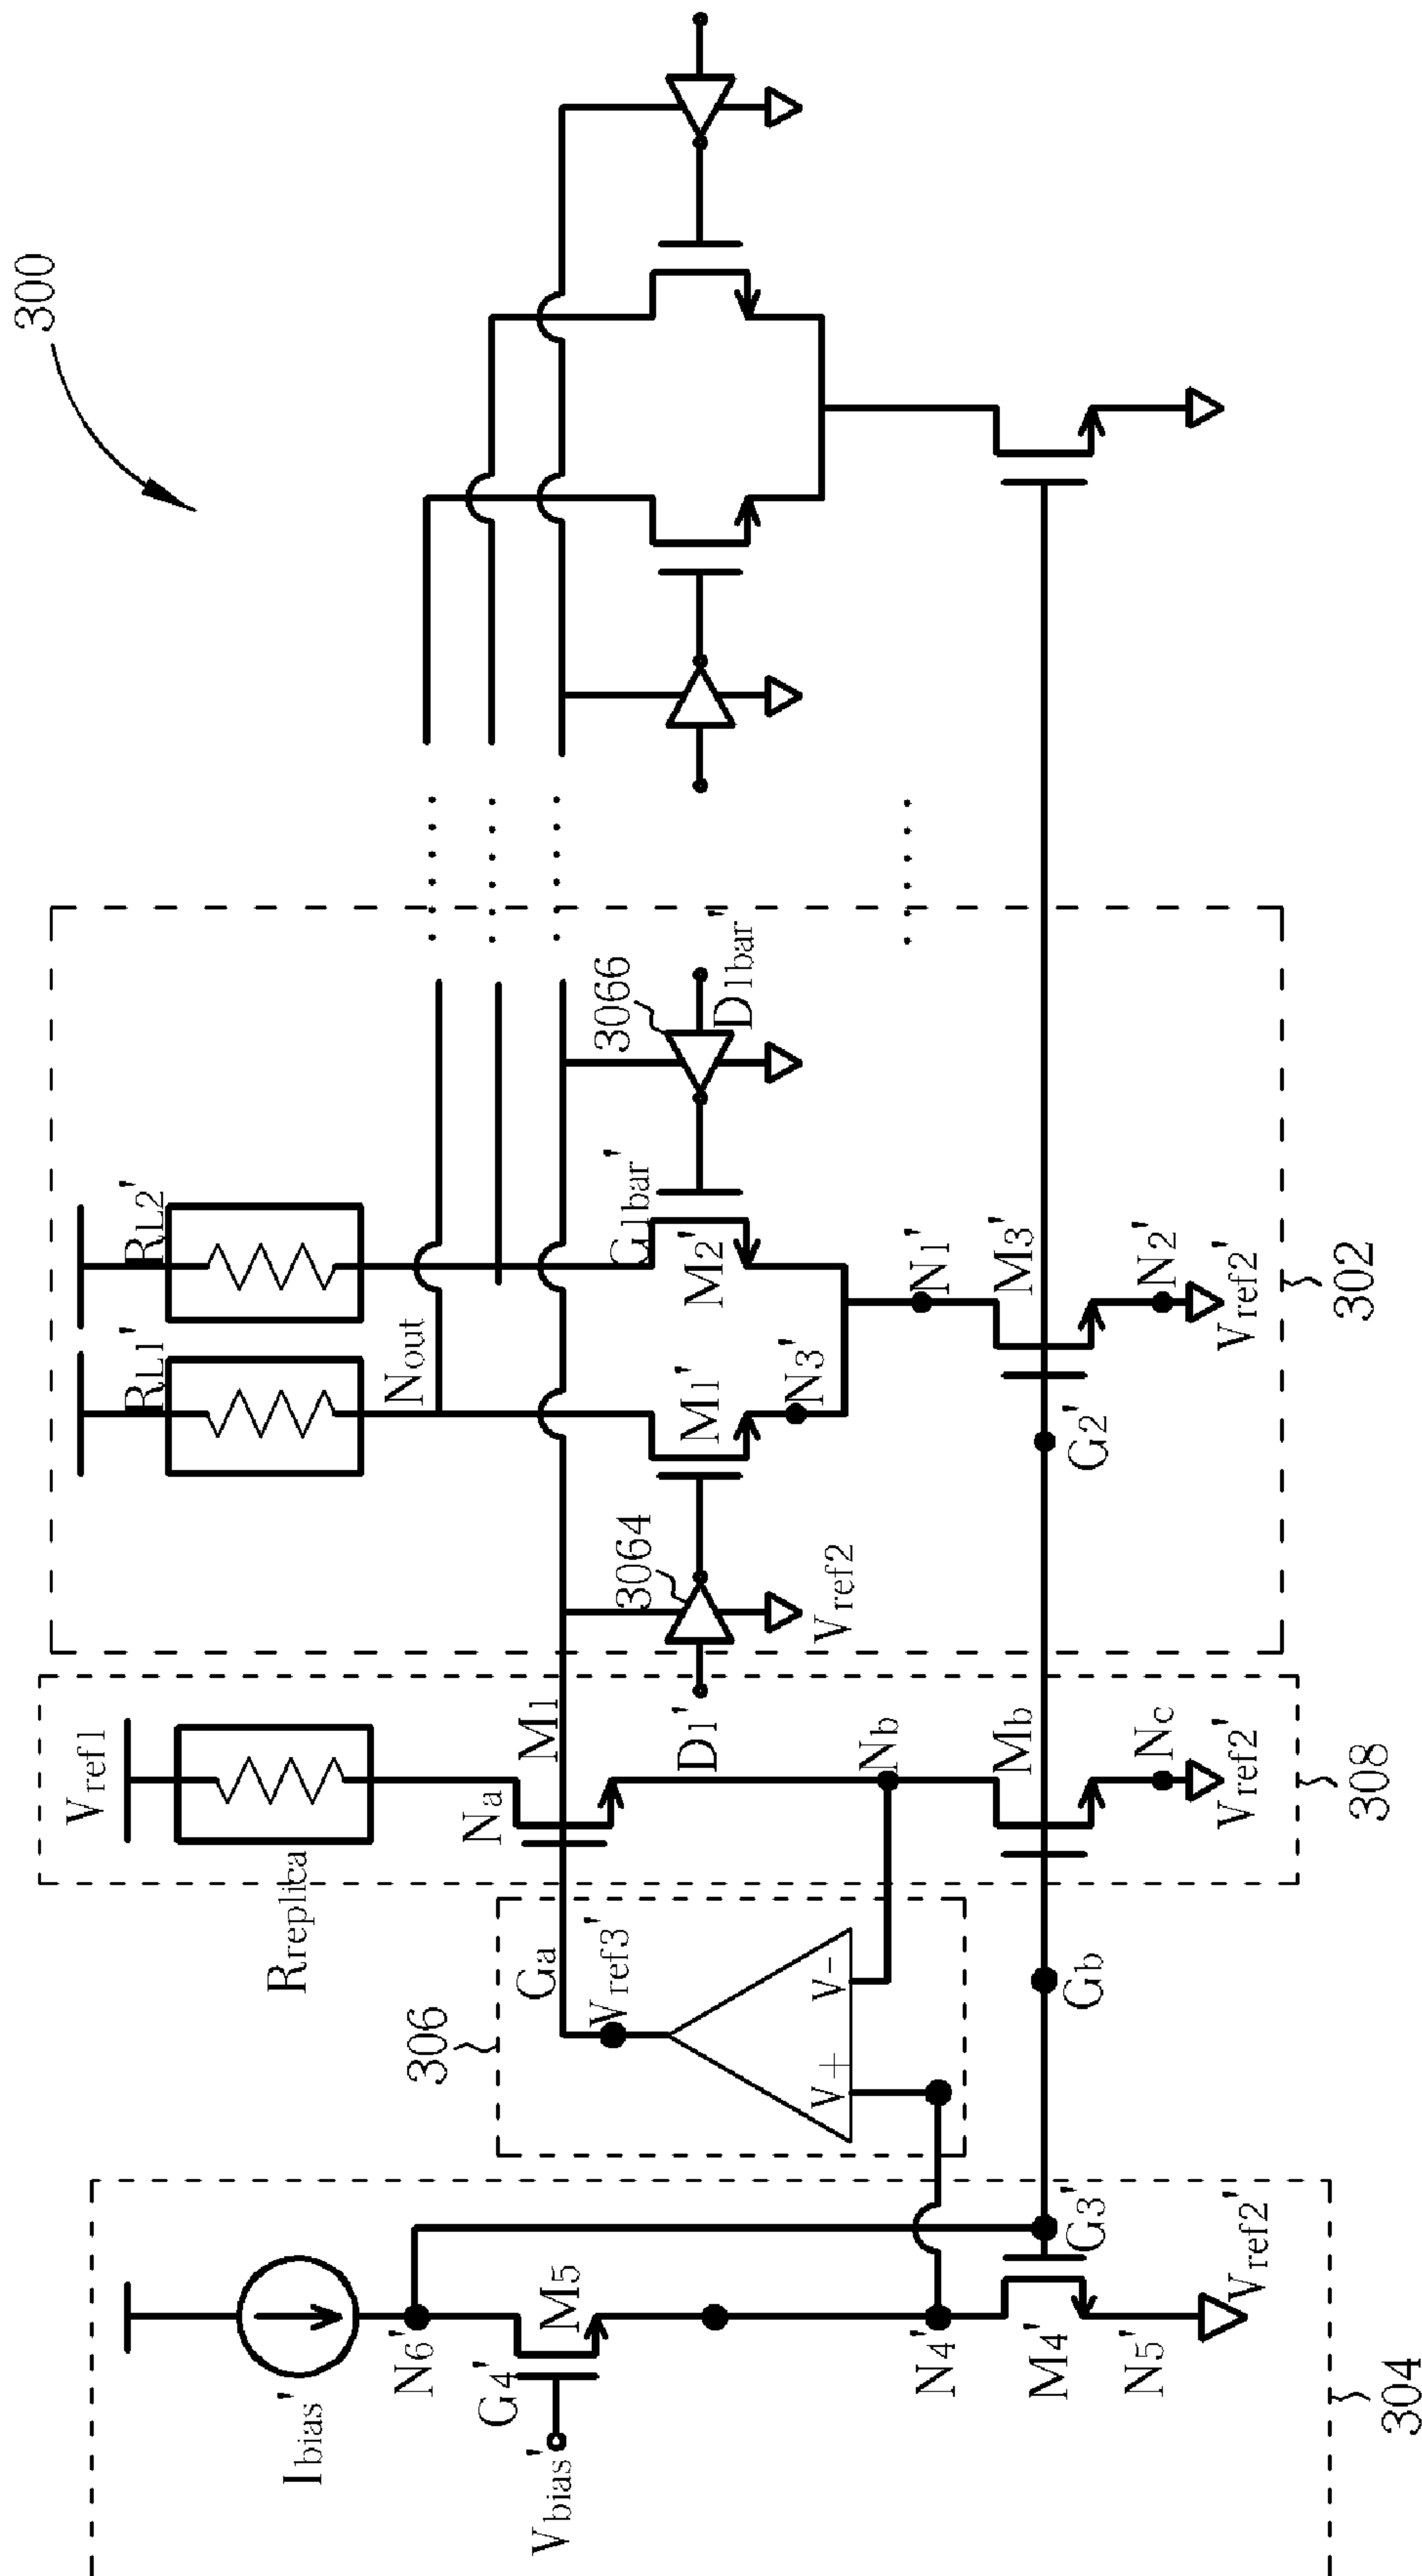 300
Vref1
Rreplica
RL1'
RL2'
Ibias'
N6'
M5
G4'
Vbias'
306
Ga
Vref3'
V+
V-
Na
M1
D1'
Nb
Nout
G1bar'
M1'
M2'
N3'
3064
Vref2
3066
D1bar'
N4'
M4'
N5'
G3'
Vref2'
Gb
Mb
Nc
Vref2'
G2'
N1'
M3'
N2'
Vref2'
304
308
302